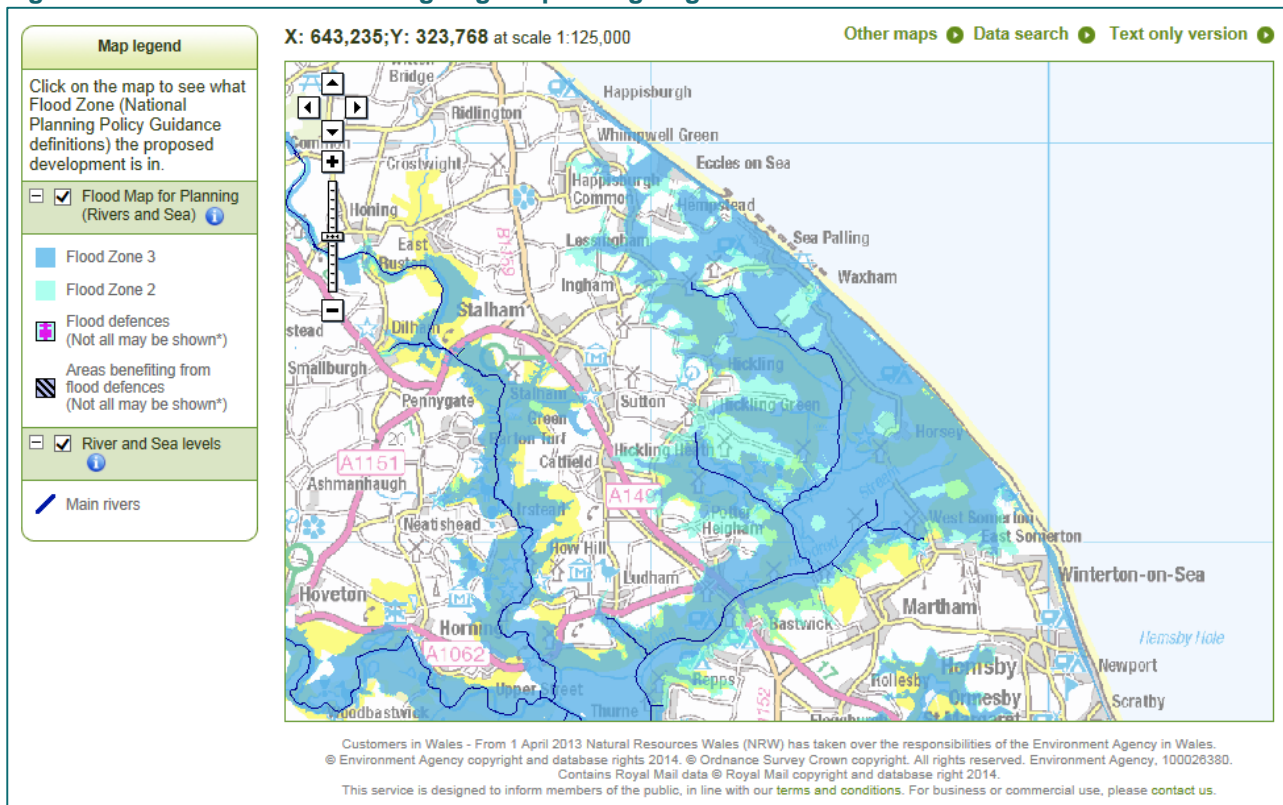 Map legend
Click on the map to see what
Flood Zone (National
Planning Policy Guidance
definitions) the proposed
development is in.
Flood Map for Planning
(Rivers and Sea)
Flood Zone 3
Flood Zone 2
Flood defences
(Not all may be shown*)
Areas benefiting from
flood defences
(Not all may be shown*)
River and Sea levels
Main rivers
X: 643,235;Y: 323,768 at scale 1:125,000
Other maps Data search Text only version
Bridge
Happisburgh
Ridlington
Whimpwell Green
Common
Crostwight
Eccles on Sea
Happisburgh
Common
Honing
Hempstead
East
Ruston
B1159
Lessingham
Sea Palling
Waxham
Ingham
Stalham
Dilham
Smallburgh
Hickling
Stalham
Green
Sutton
Hickling Green
Pennygate
Barton Turf
Horsey
20
Catfield
Hickling Heath
A1151
A149
Ashmanhaugh
Irstead
Potter
Heigham
Neatishead
West Somerton
East Somerton
How Hill
Ludham
Winterton-on-Sea
Hoveton
Martham
Horning
Bastwick
Hemsby Hole
A1062
17
Hemsby
Newport
Repps
Rollesby
Upper Street
Ormesby
Scratby
Woodbastwick
Thurne
1152
St Margaret
Customers in Wales - From 1 April 2013 Natural Resources Wales (NRW) has taken over the responsibilities of the Environment Agency in Wales.
© Environment Agency copyright and database rights 2014. © Ordnance Survey Crown copyright. All rights reserved. Environment Agency, 100026380.
Contains Royal Mail data © Royal Mail copyright and database right 2014.
This service is designed to inform members of the public, in line with our terms and conditions. For business or commercial use, please contact us.